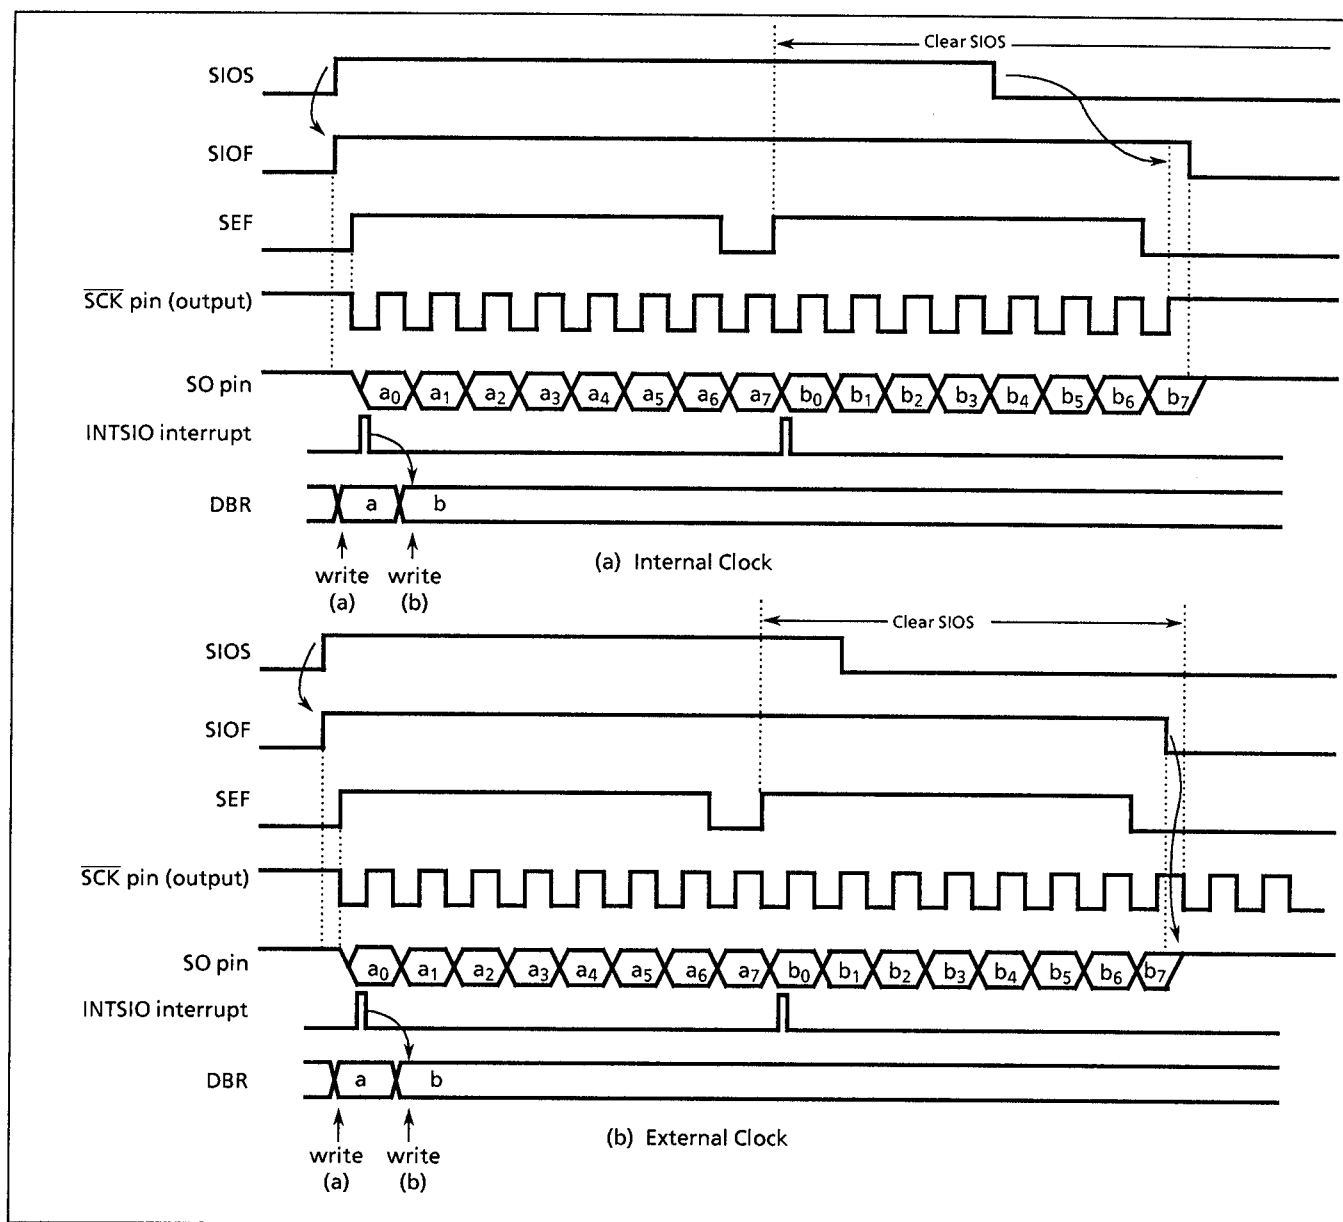 Clear SIOS
SIOS
SIOF
SEF
SCK pin (output)
SO pin
a0 a1 a2 a3 a4 a5 a6 a7 b0 b1 b2 b3 b4 b5 b6 b7
INTSIO interrupt
DBR
a b
(a) Internal Clock
write write
(a) (b)
Clear SIOS
SIOS
SIOF
SEF
SCK pin (output)
SO pin
a0 a1 a2 a3 a4 a5 a6 a7 b0 b1 b2 b3 b4 b5 b6 b7
INTSIO interrupt
DBR
a b
(b) External Clock
write write
(a) (b)